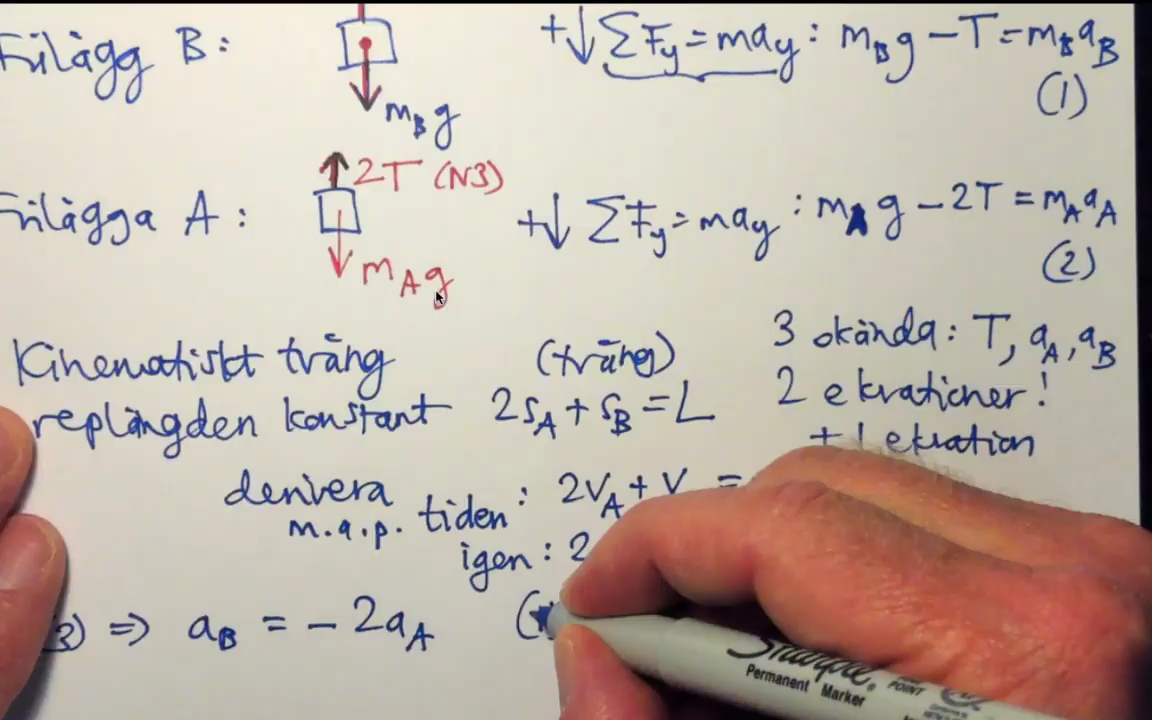 Frilägg B:
+↓ ΣFy = may : mBg − T = mBaB
(1)
mBg
2T (N3)
Frilägga A:
+↓ ΣFy = may : mAg − 2T = mAaA
(2)
mAg
3 okända: T, aA, aB
Kinematiskt tvång (tvång)
2 ekvationer!
replängden konstant 2sA + sB = L
+ 1 ekvation
derivera
m.a.p. tiden : 2vA + v =
igen : 2
3) ⇒ aB = − 2aA (*
Sharpie®
Permanent Marker
POINT